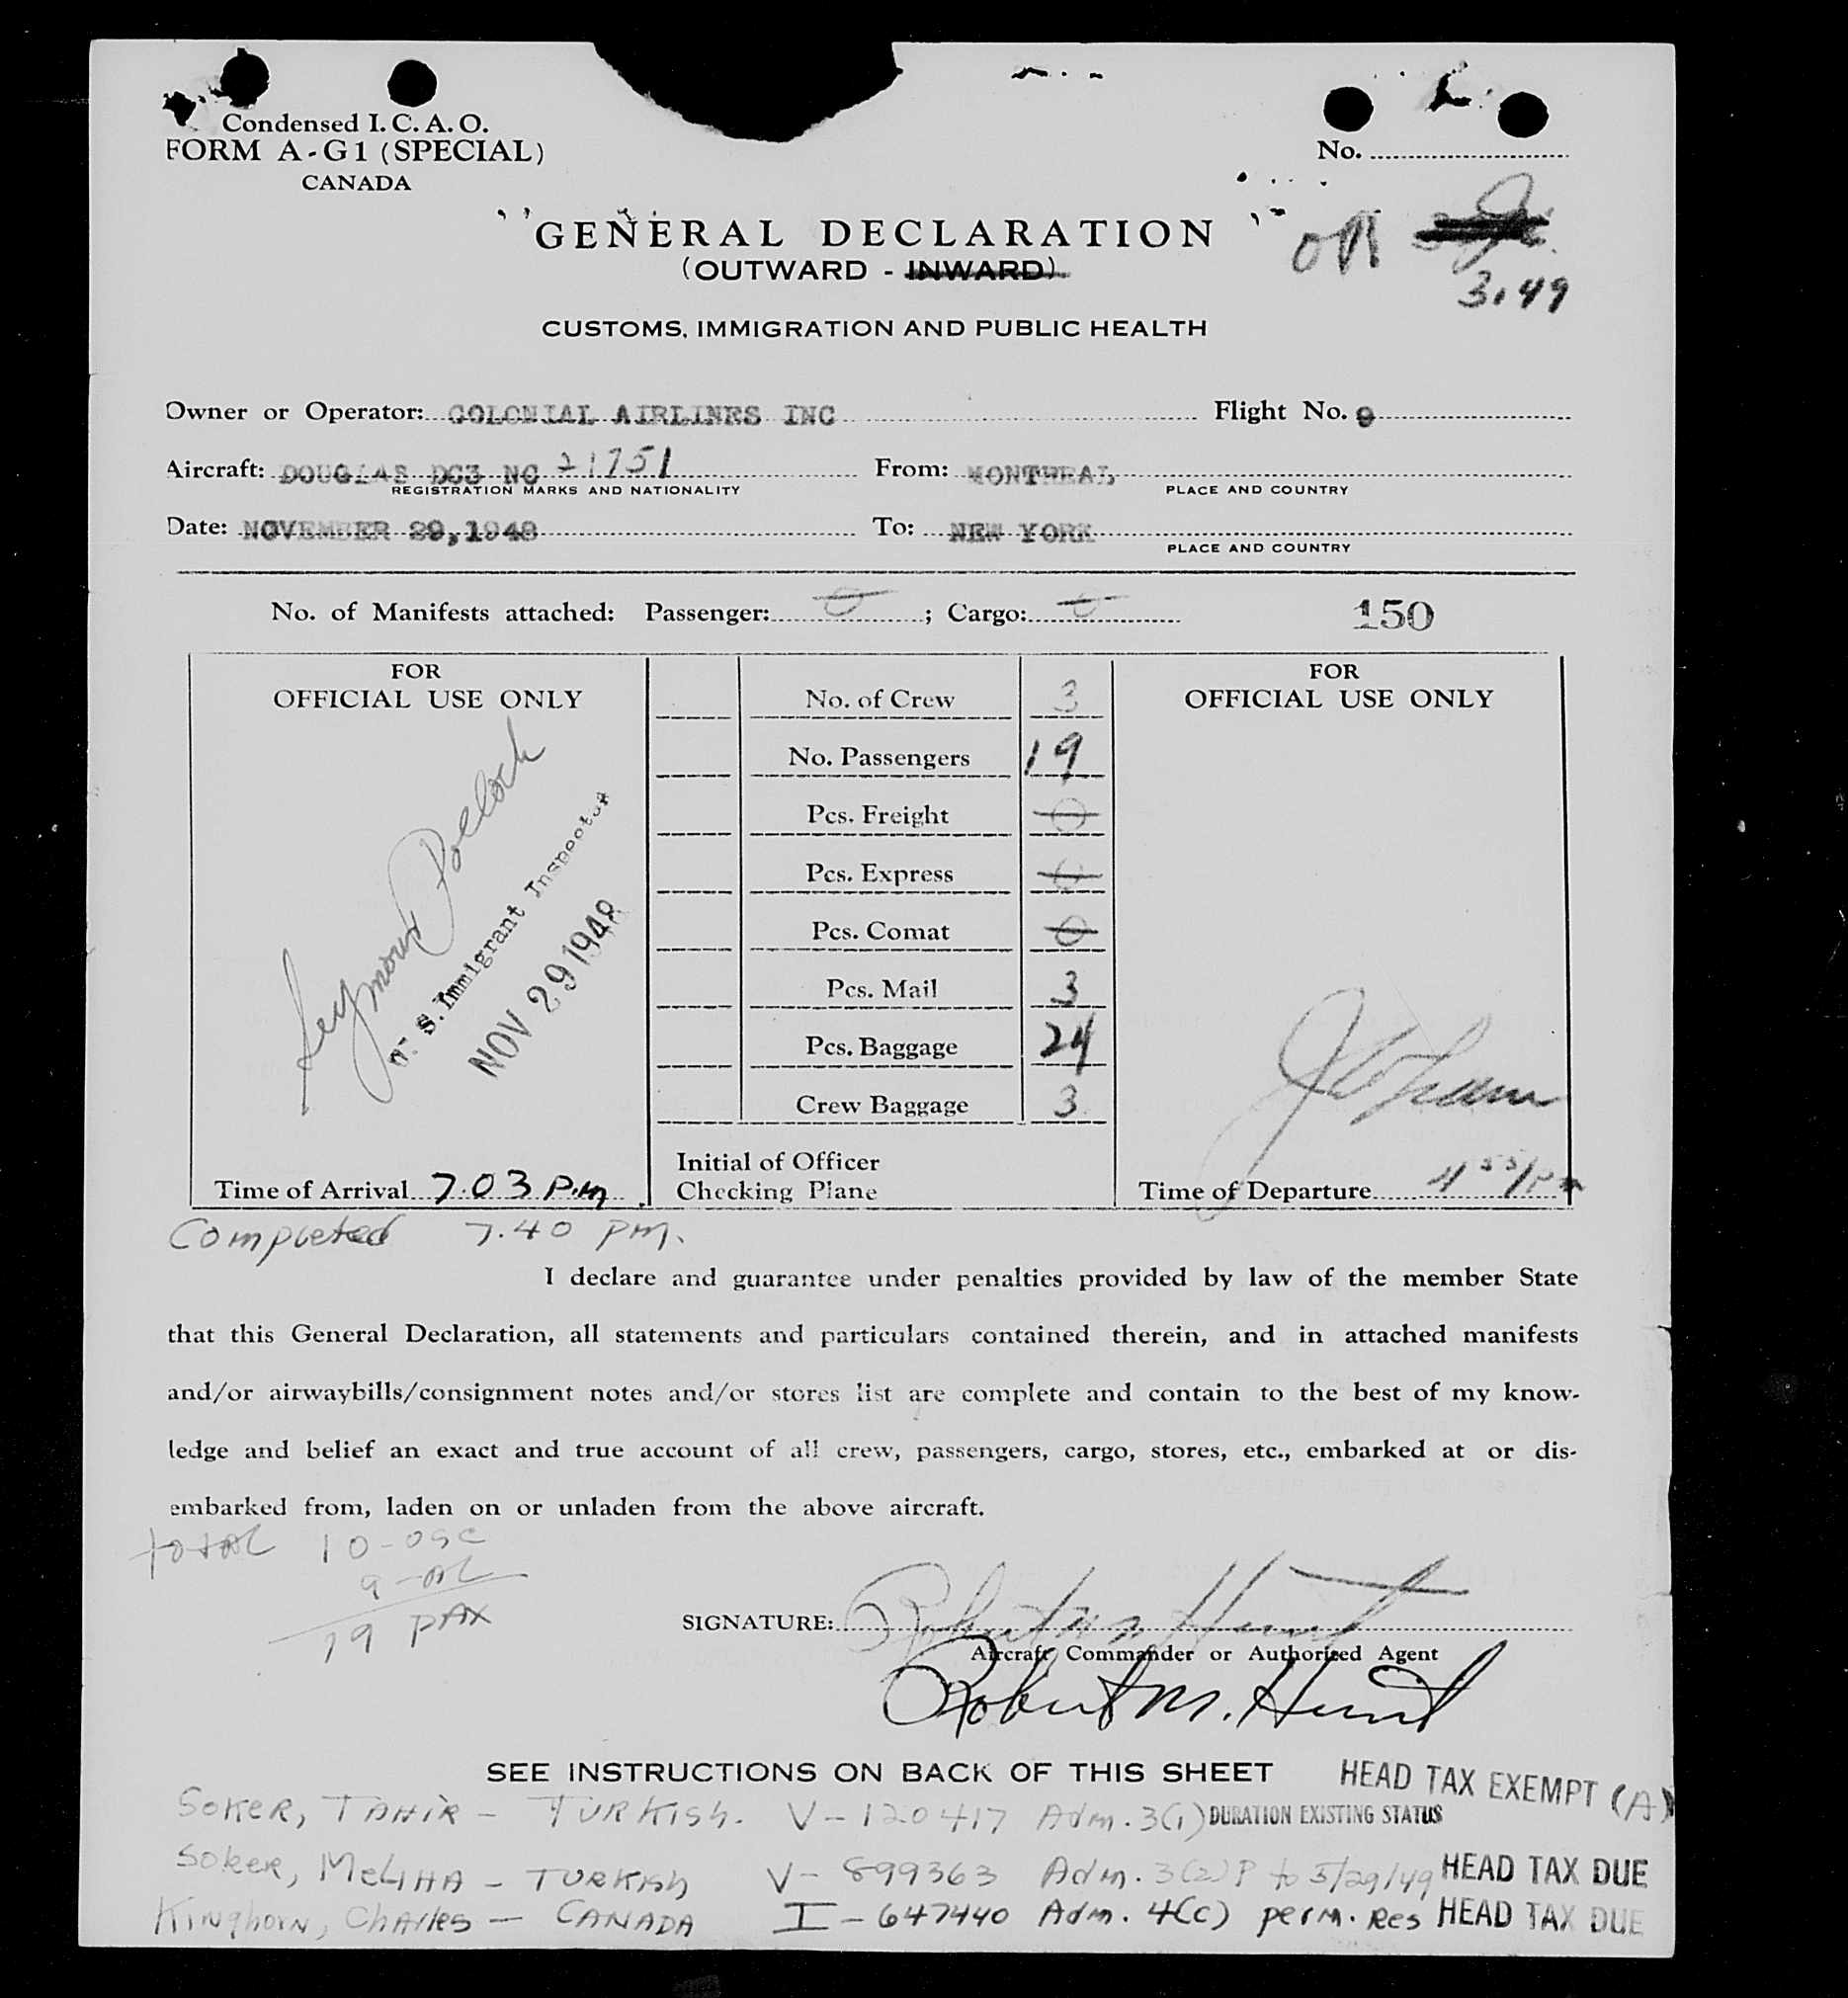 Condensed I. C. A. O.
FORM A-G1 (SPECIAL)
CANADA
No.
GENERAL DECLARATION
(OUTWARD - INWARD)
3.49
CUSTOMS, IMMIGRATION AND PUBLIC HEALTH
Owner or Operator: COLONIAL AIRLINES INC Flight No. 9
Aircraft: DOUGLAS DC3 NC 21751 From: MONTREAL
REGISTRATION MARKS AND NATIONALITY PLACE AND COUNTRY
Date: NOVEMBER 29,1948 To: NEW YORK
PLACE AND COUNTRY
No. of Manifests attached: Passenger: 0; Cargo: 0 150
FOR
OFFICIAL USE ONLY
Seymour Pollock
U. S. Immigrant Inspector
NOV 29 1948
Time of Arrival 7.03 P.M.
No. of Crew 3
No. Passengers 19
Pcs. Freight 0
Pcs. Express 0
Pcs. Comat 0
Pcs. Mail 3
Pcs. Baggage 24
Crew Baggage 3
Initial of Officer
Checking Plane
FOR
OFFICIAL USE ONLY
Time of Departure 4 55/PM
Completed 7.40 PM.
I declare and guarantee under penalties provided by law of the member State
that this General Declaration, all statements and particulars contained therein, and in attached manifests
and/or airwaybills/consignment notes and/or stores list are complete and contain to the best of my know-
ledge and belief an exact and true account of all crew, passengers, cargo, stores, etc., embarked at or dis-
embarked from, laden on or unladen from the above aircraft.
total 10-USC
9-AL
19 PAX
SIGNATURE: Robert M Hunt
Aircraft Commander or Authorized Agent
Robert M. Hunt
SEE INSTRUCTIONS ON BACK OF THIS SHEET HEAD TAX EXEMPT (A)
Soker, TAHIR - TURKISH. V-120417 Adm. 3(1) DURATION EXISTING STATUS
Soker, MELIHA - TURKISH V-899363 Adm. 3(2) P to 5/29/49 HEAD TAX DUE
Kinghorn, Charles - CANADA I-647440 Adm. 4(c) perm. Res HEAD TAX DUE